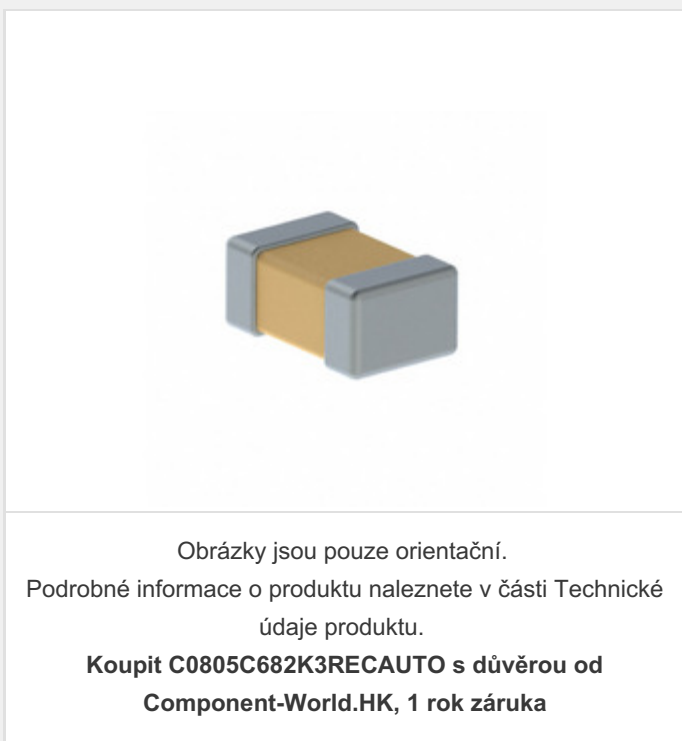 Obrázky jsou pouze orientační.
Podrobné informace o produktu naleznete v části Technické
údaje produktu.
Koupit C0805C682K3RECAUTO s důvěrou od
Component-World.HK, 1 rok záruka